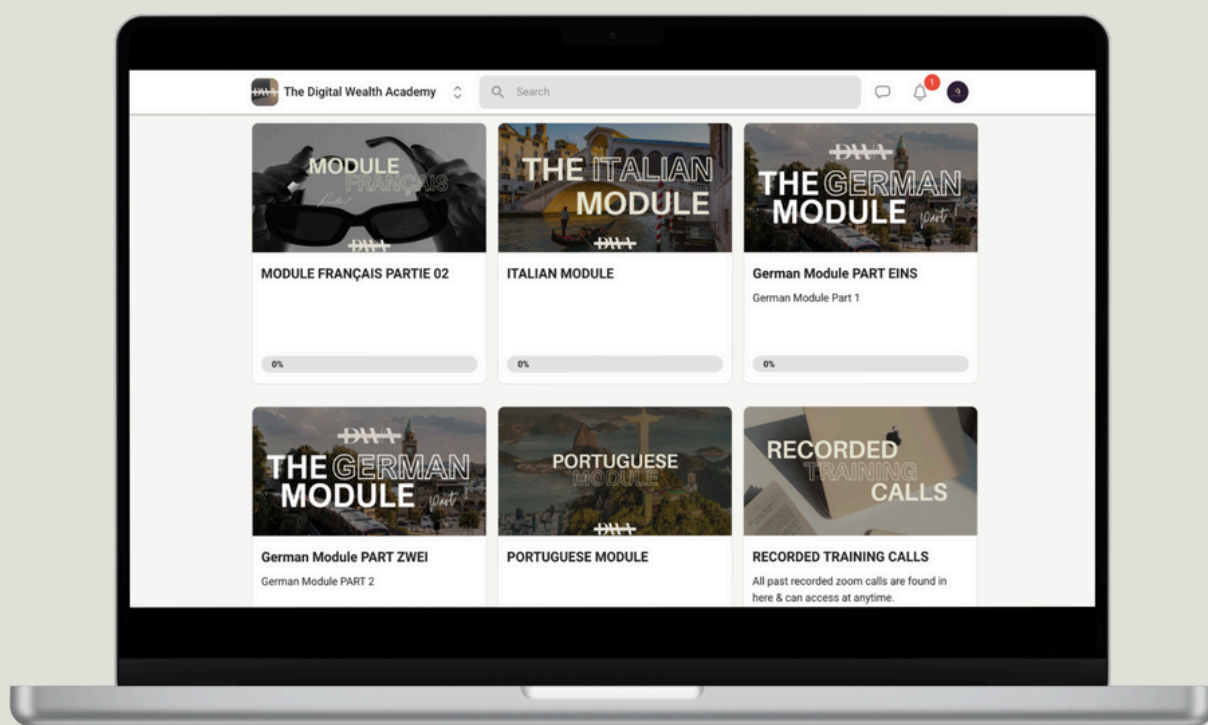 DWA
The Digital Wealth Academy
Search
1
MODULE
FRANÇAIS
DWA
MODULE FRANÇAIS PARTIE 02
0%
THE ITALIAN
MODULE
DWA
ITALIAN MODULE
0%
DWA
THE GERMAN
MODULE part 1
German Module PART EINS
German Module Part 1
0%
DWA
THE GERMAN
MODULE part
German Module PART ZWEI
German Module PART 2
PORTUGUESE
MODULE
DWA
PORTUGUESE MODULE
RECORDED
TRAINING
CALLS
RECORDED TRAINING CALLS
All past recorded zoom calls are found in
here & can access at anytime.